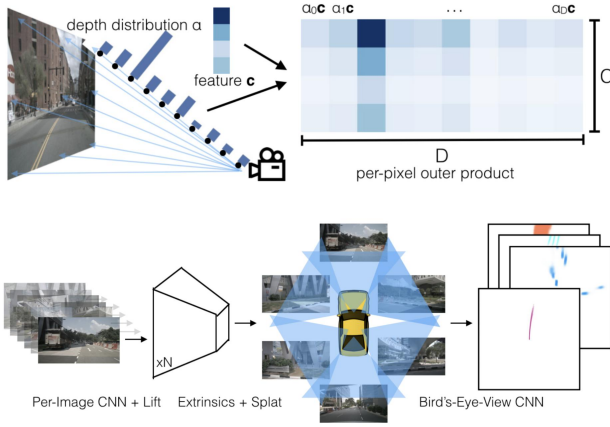 depth distribution α
feature c
α₀c α₁c ... α_Dc
C
D
per-pixel outer product
xN
Per-Image CNN + Lift Extrinsics + Splat Bird's-Eye-View CNN